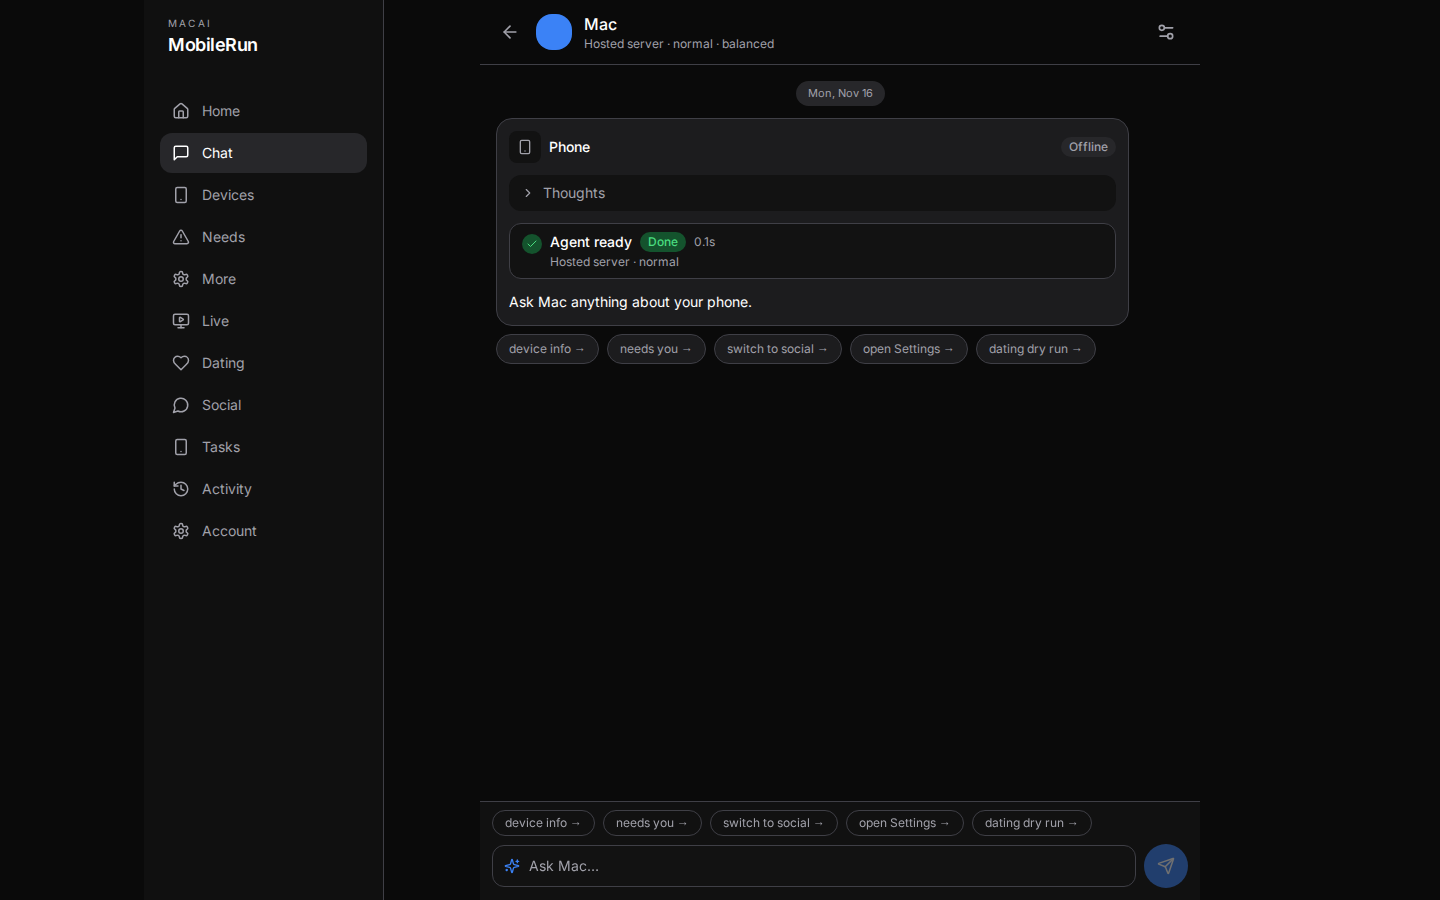 MACAI
MobileRun
Home
Chat
Devices
Needs
More
Live
Dating
Social
Tasks
Activity
Account
Mac
Hosted server · normal · balanced
Mon, Nov 16
Phone
Offline
Thoughts
Agent ready Done 0.1s
Hosted server · normal
Ask Mac anything about your phone.
device info → needs you → switch to social → open Settings → dating dry run →
device info → needs you → switch to social → open Settings → dating dry run →
Ask Mac...